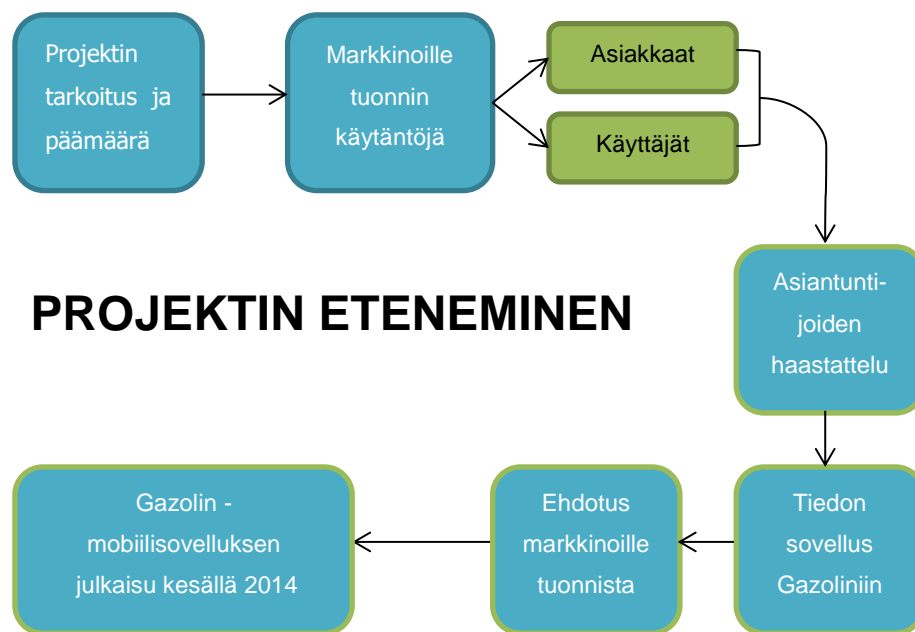 Projektin
tarkoitus ja
päämäärä
Markkinoille
tuonnin
käytäntöjä
Asiakkaat
Käyttäjät
PROJEKTIN ETENEMINEN
Asiantunti-
joiden
haastattelu
Tiedon
sovellus
Gazoliniin
Ehdotus
markkinoille
tuonnista
Gazolin -
mobiilisovelluksen
julkaisu kesällä 2014